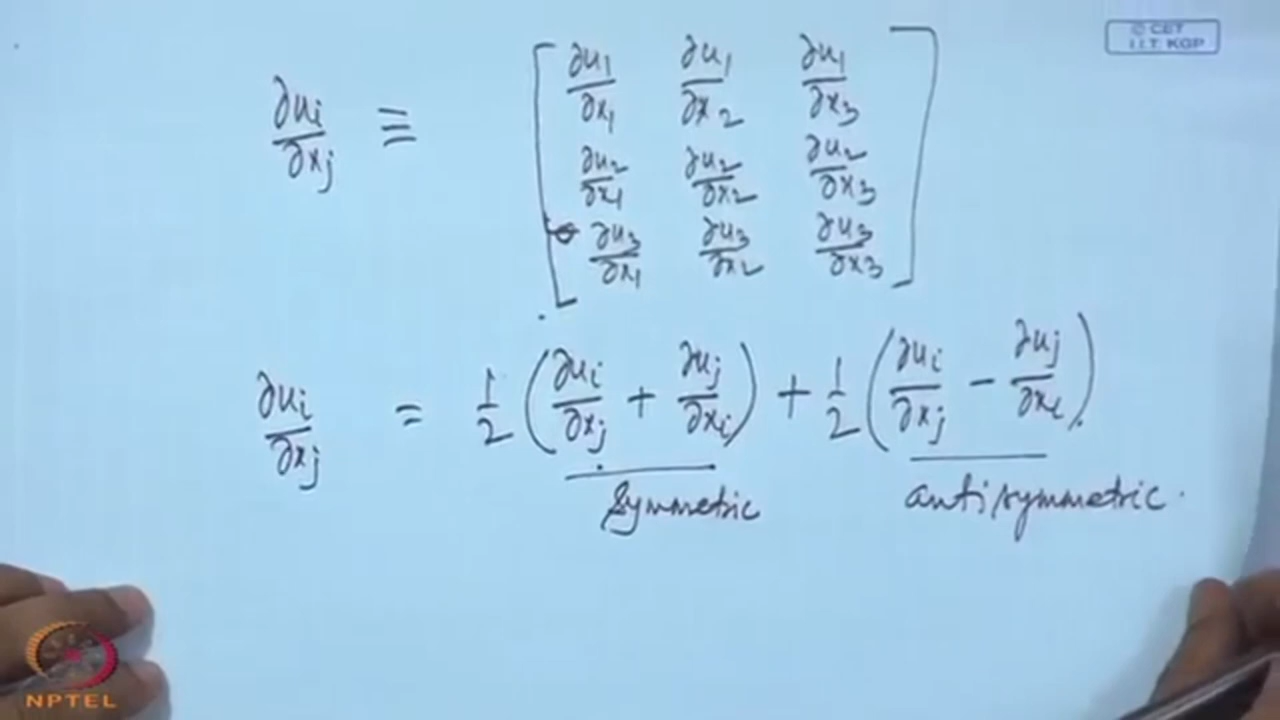 © CET
I.I.T. KGP
∂ui/∂xj ≡ [ ∂u1/∂x1 ∂u1/∂x2 ∂u1/∂x3
∂u2/∂x1 ∂u2/∂x2 ∂u2/∂x3
∂u3/∂x1 ∂u3/∂x2 ∂u3/∂x3 ]
∂ui/∂xj = 1/2 (∂ui/∂xj + ∂uj/∂xi) + 1/2 (∂ui/∂xj - ∂uj/∂xi)
Symmetric antisymmetric.
NPTEL